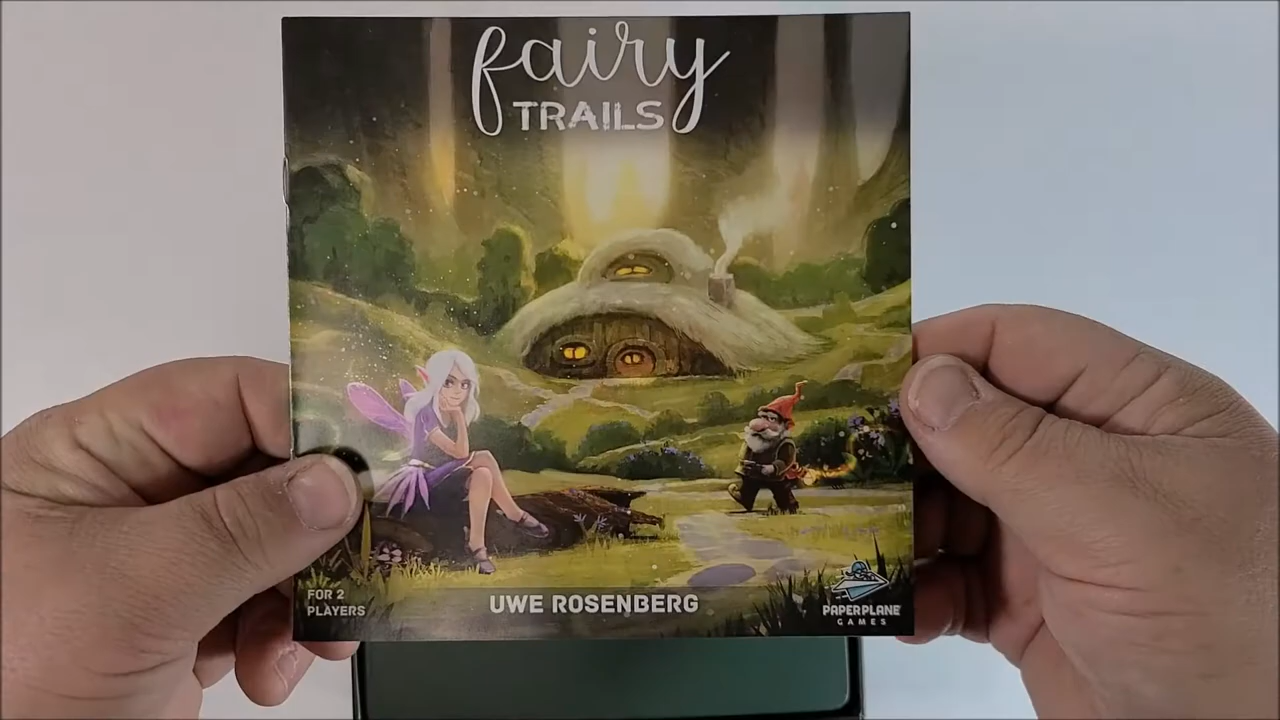 fairy
TRAILS
FOR 2
PLAYERS
UWE ROSENBERG
PAPERPLANE
GAMES